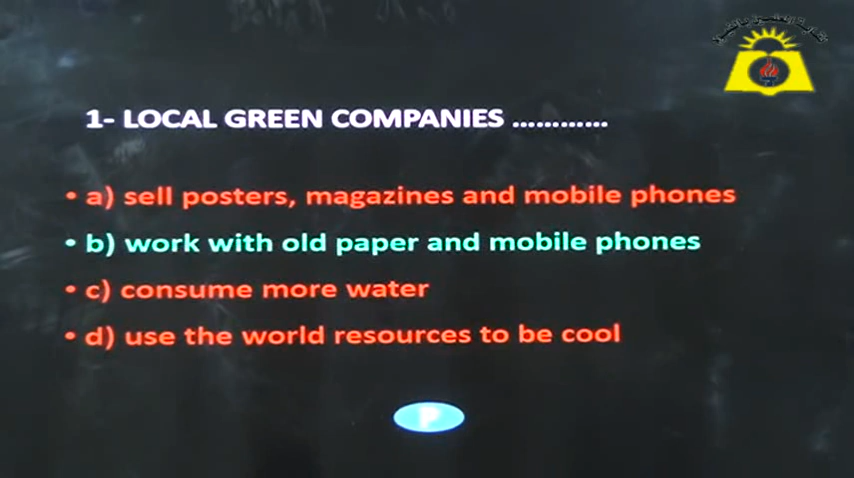 1- LOCAL GREEN COMPANIES ............
• a) sell posters, magazines and mobile phones
• b) work with old paper and mobile phones
• c) consume more water
• d) use the world resources to be cool
P